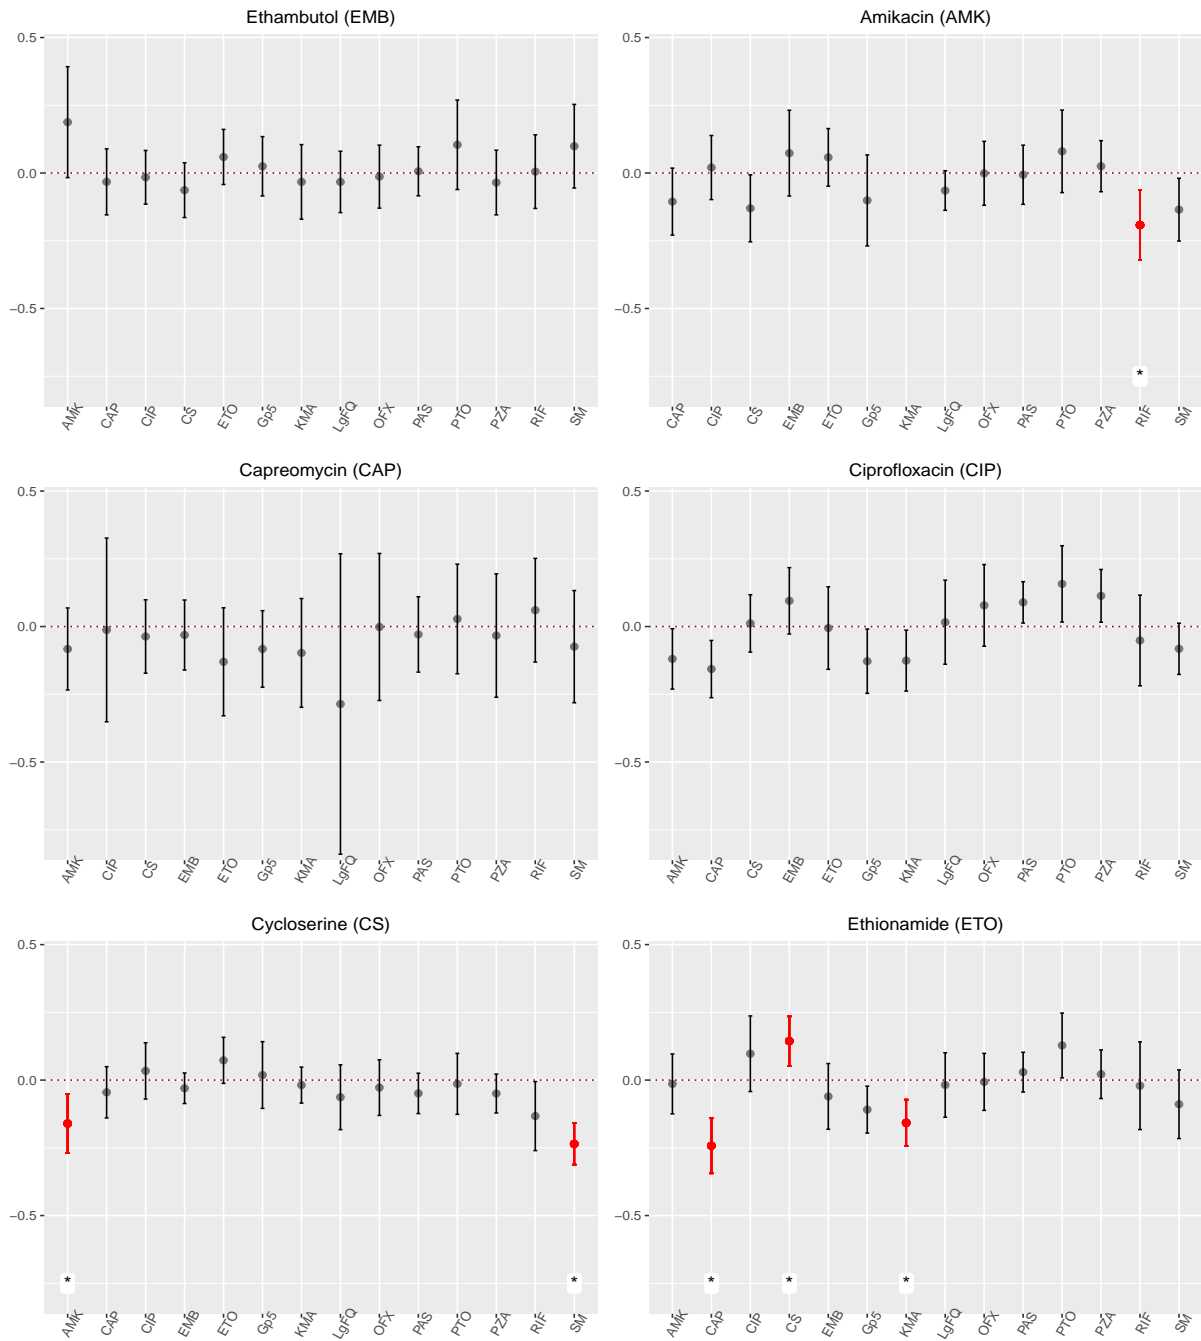 Ethambutol (EMB)
0.5
0.0
−0.5
AMK CAP CIP CS ETO Gp5 KMA LgFQ OFX PAS PTO PZA RIF SM
Amikacin (AMK)
0.5
0.0
−0.5
*
CAP CIP CS EMB ETO Gp5 KMA LgFQ OFX PAS PTO PZA RIF SM
Capreomycin (CAP)
0.5
0.0
−0.5
AMK CIP CS EMB ETO Gp5 KMA LgFQ OFX PAS PTO PZA RIF SM
Ciprofloxacin (CIP)
0.5
0.0
−0.5
AMK CAP CS EMB ETO Gp5 KMA LgFQ OFX PAS PTO PZA RIF SM
Cycloserine (CS)
0.5
0.0
−0.5
* *
AMK CAP CIP EMB ETO Gp5 KMA LgFQ OFX PAS PTO PZA RIF SM
Ethionamide (ETO)
0.5
0.0
−0.5
* * *
AMK CAP CIP CS EMB Gp5 KMA LgFQ OFX PAS PTO PZA RIF SM